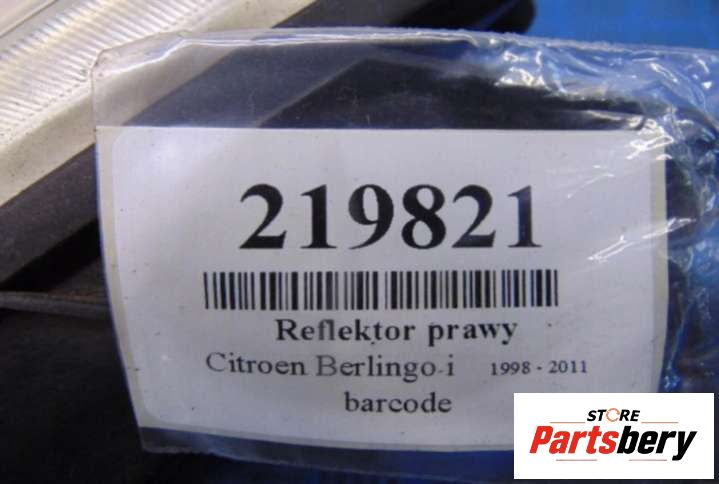 219821
Reflektor prawy
Citroen Berlingo-i 1998 - 2011
barcode
STORE
Partsbery